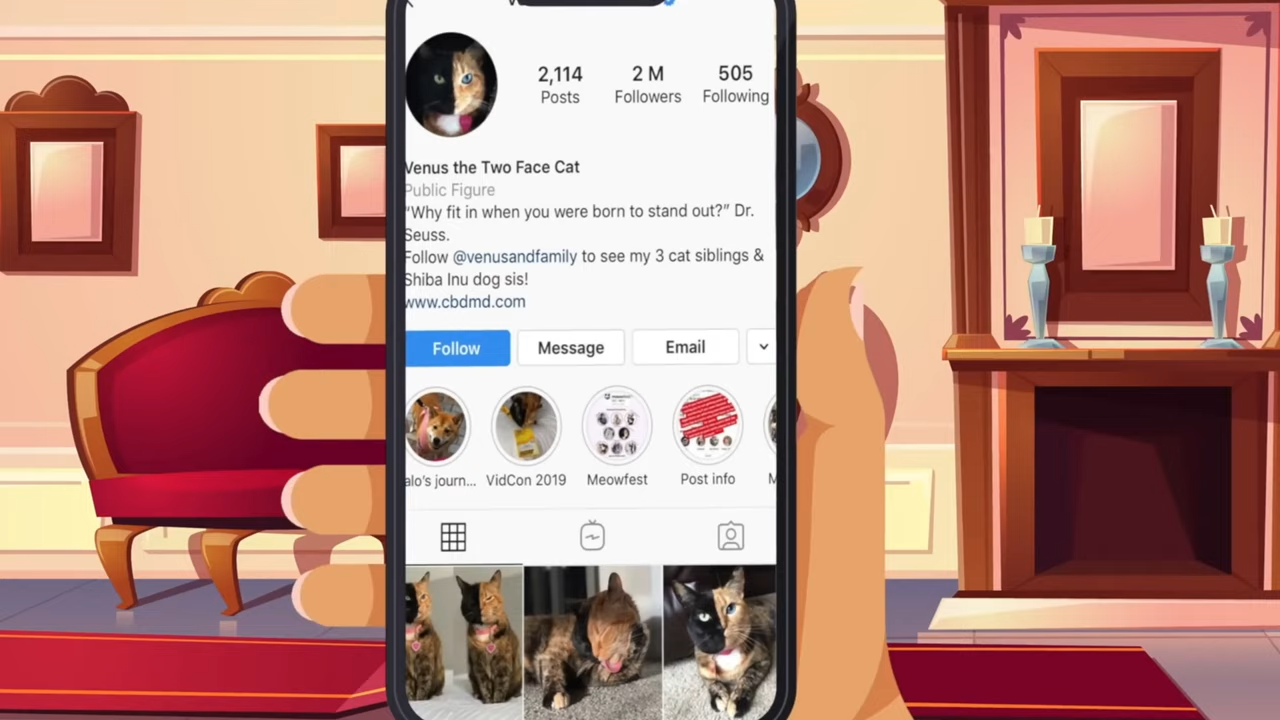 2,114
Posts
2 M
Followers
505
Following
Venus the Two Face Cat
Public Figure
“Why fit in when you were born to stand out?” Dr.
Seuss.
Follow @venusandfamily to see my 3 cat siblings &
Shiba Inu dog sis!
www.cbdmd.com
Follow
Message
Email
alo's journ...
VidCon 2019
Meowfest
Post info